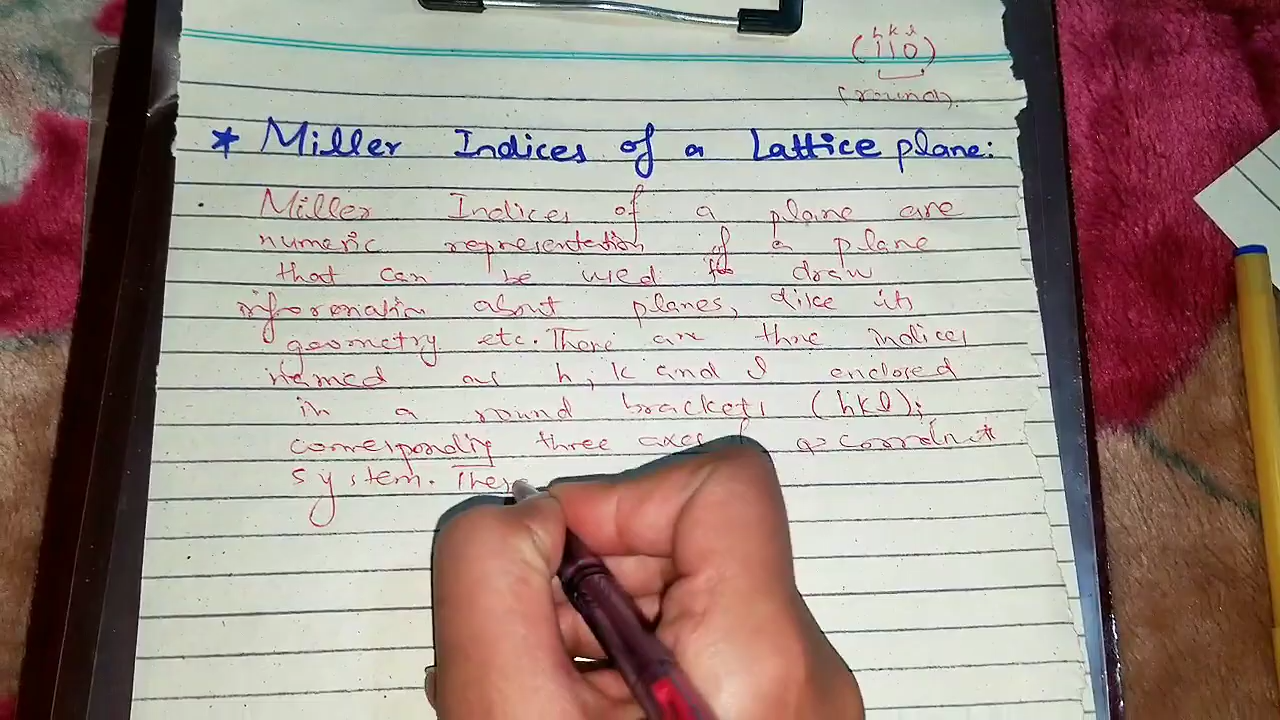 h k l
(110)
(round).
* Miller Indices of a Lattice plane:
. Miller Indices of a plane are
numeric representation of a plane
that can be used to draw
information about planes, like its
geometry etc. There are three indices
named as h, k and l enclosed
in a round brackets (hkl);
corresponding three axes of
system. Thes